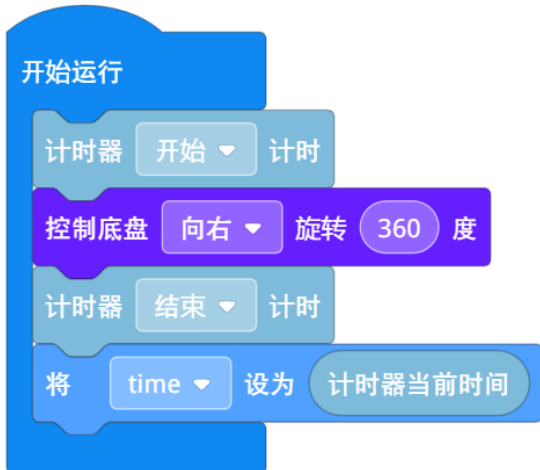 开始运行
计时器 开始 计时
控制底盘 向右 旋转 360 度
计时器 结束 计时
将 time 设为 计时器当前时间